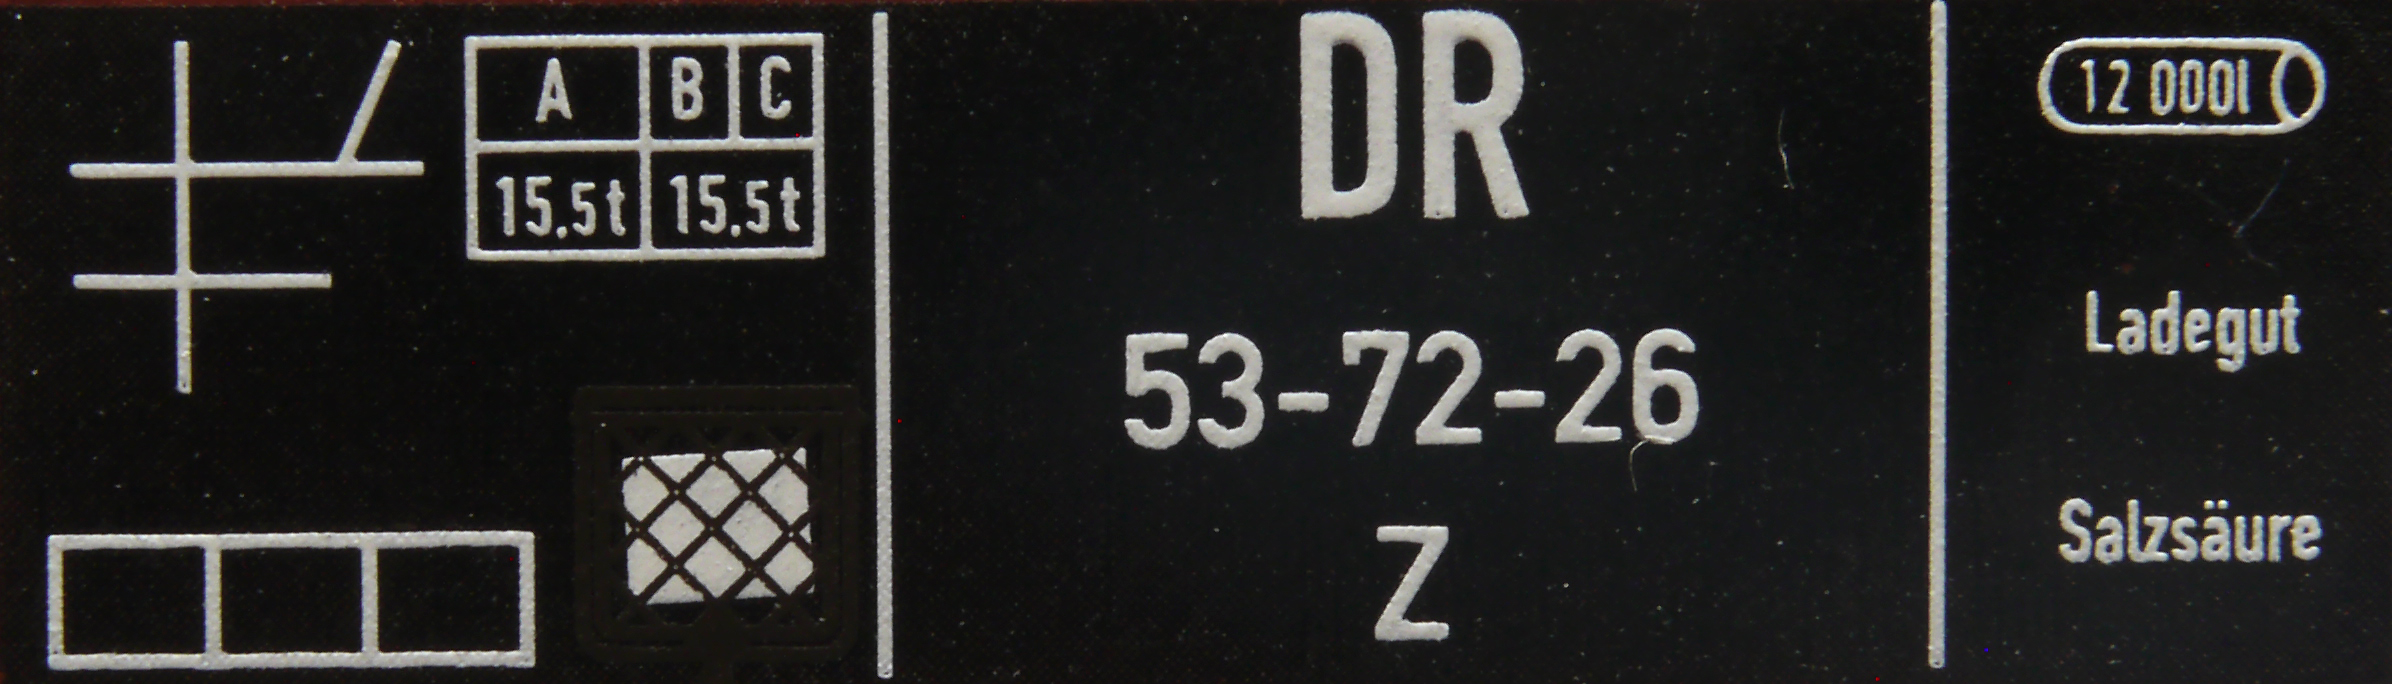 A B C
15.5t 15.5t
DR
53-72-26
Z
12 000l
Ladegut
Salzsäure